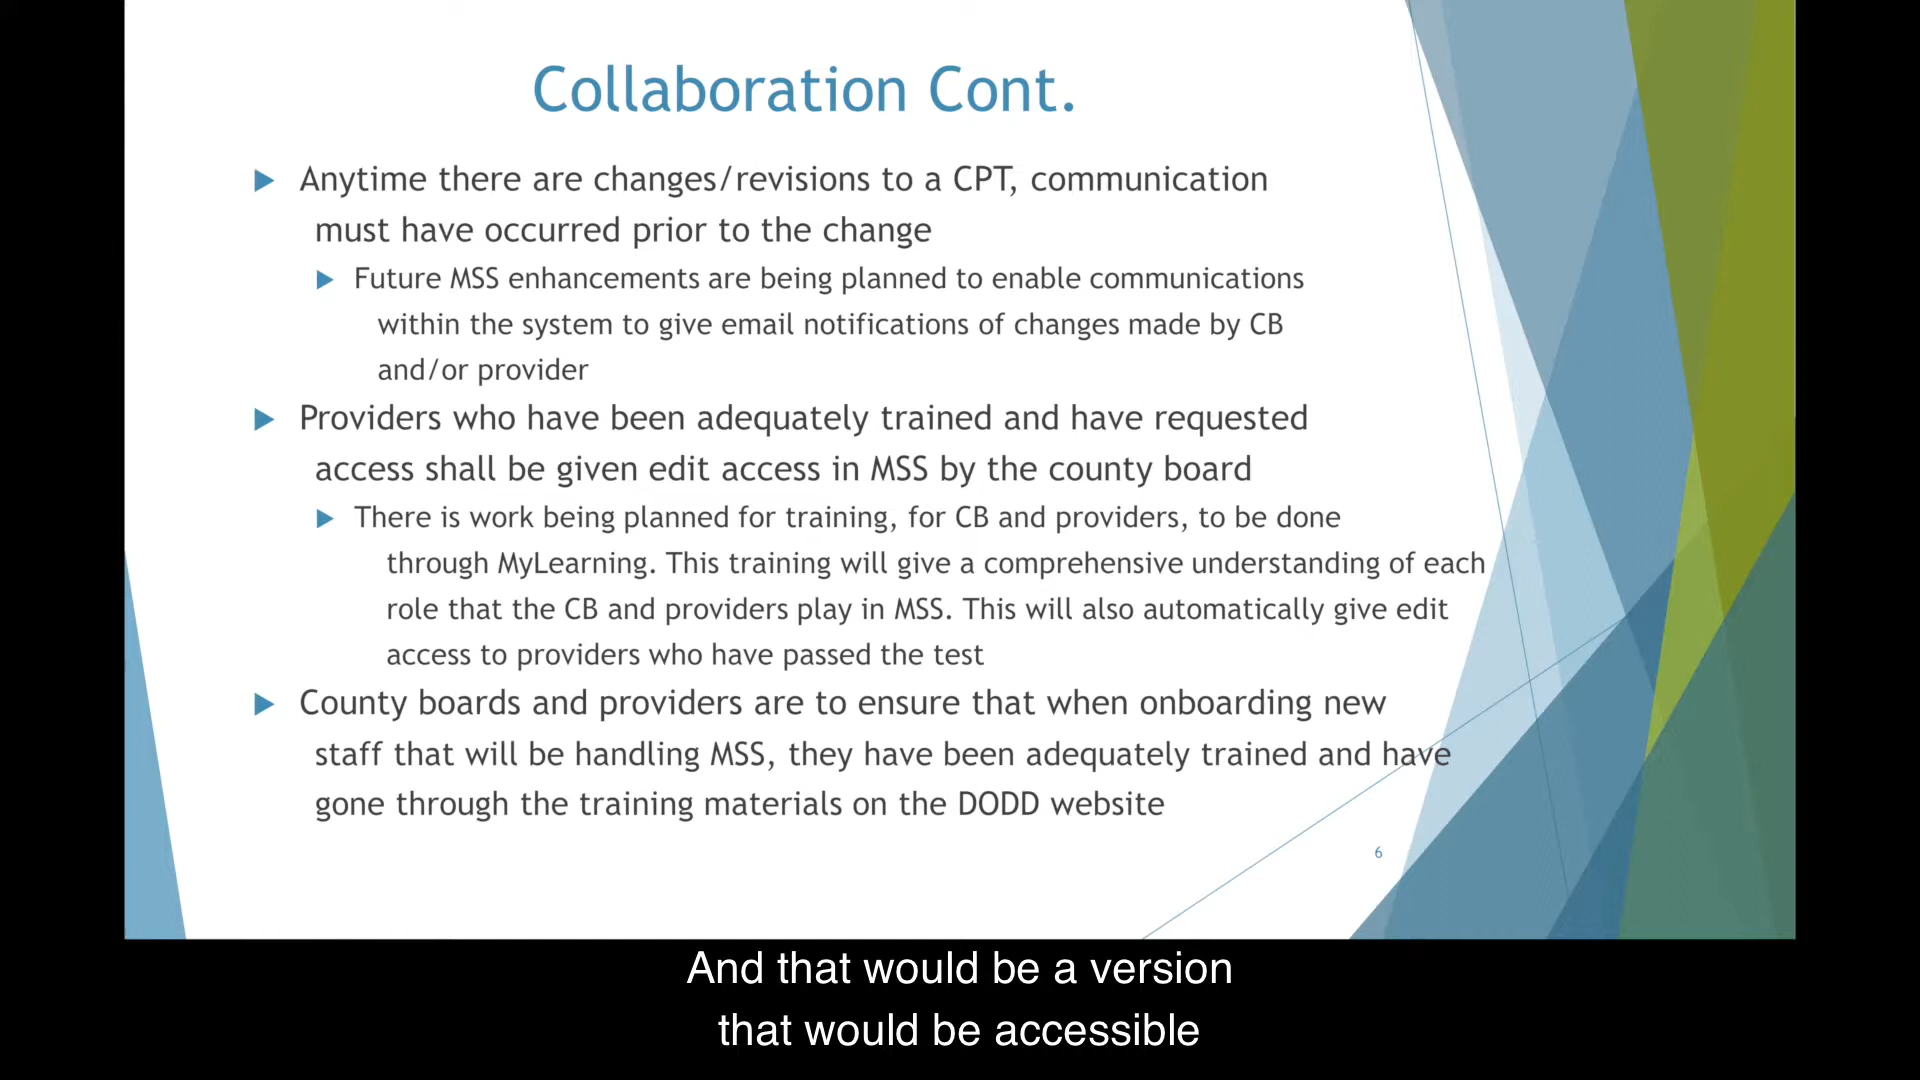 Collaboration Cont.
Anytime there are changes/revisions to a CPT, communication
must have occurred prior to the change
Future MSS enhancements are being planned to enable communications
within the system to give email notifications of changes made by CB
and/or provider
Providers who have been adequately trained and have requested
access shall be given edit access in MSS by the county board
There is work being planned for training, for CB and providers, to be done
through MyLearning. This training will give a comprehensive understanding of each
role that the CB and providers play in MSS. This will also automatically give edit
access to providers who have passed the test
County boards and providers are to ensure that when onboarding new
staff that will be handling MSS, they have been adequately trained and have
gone through the training materials on the DODD website
6
And that would be a version
that would be accessible